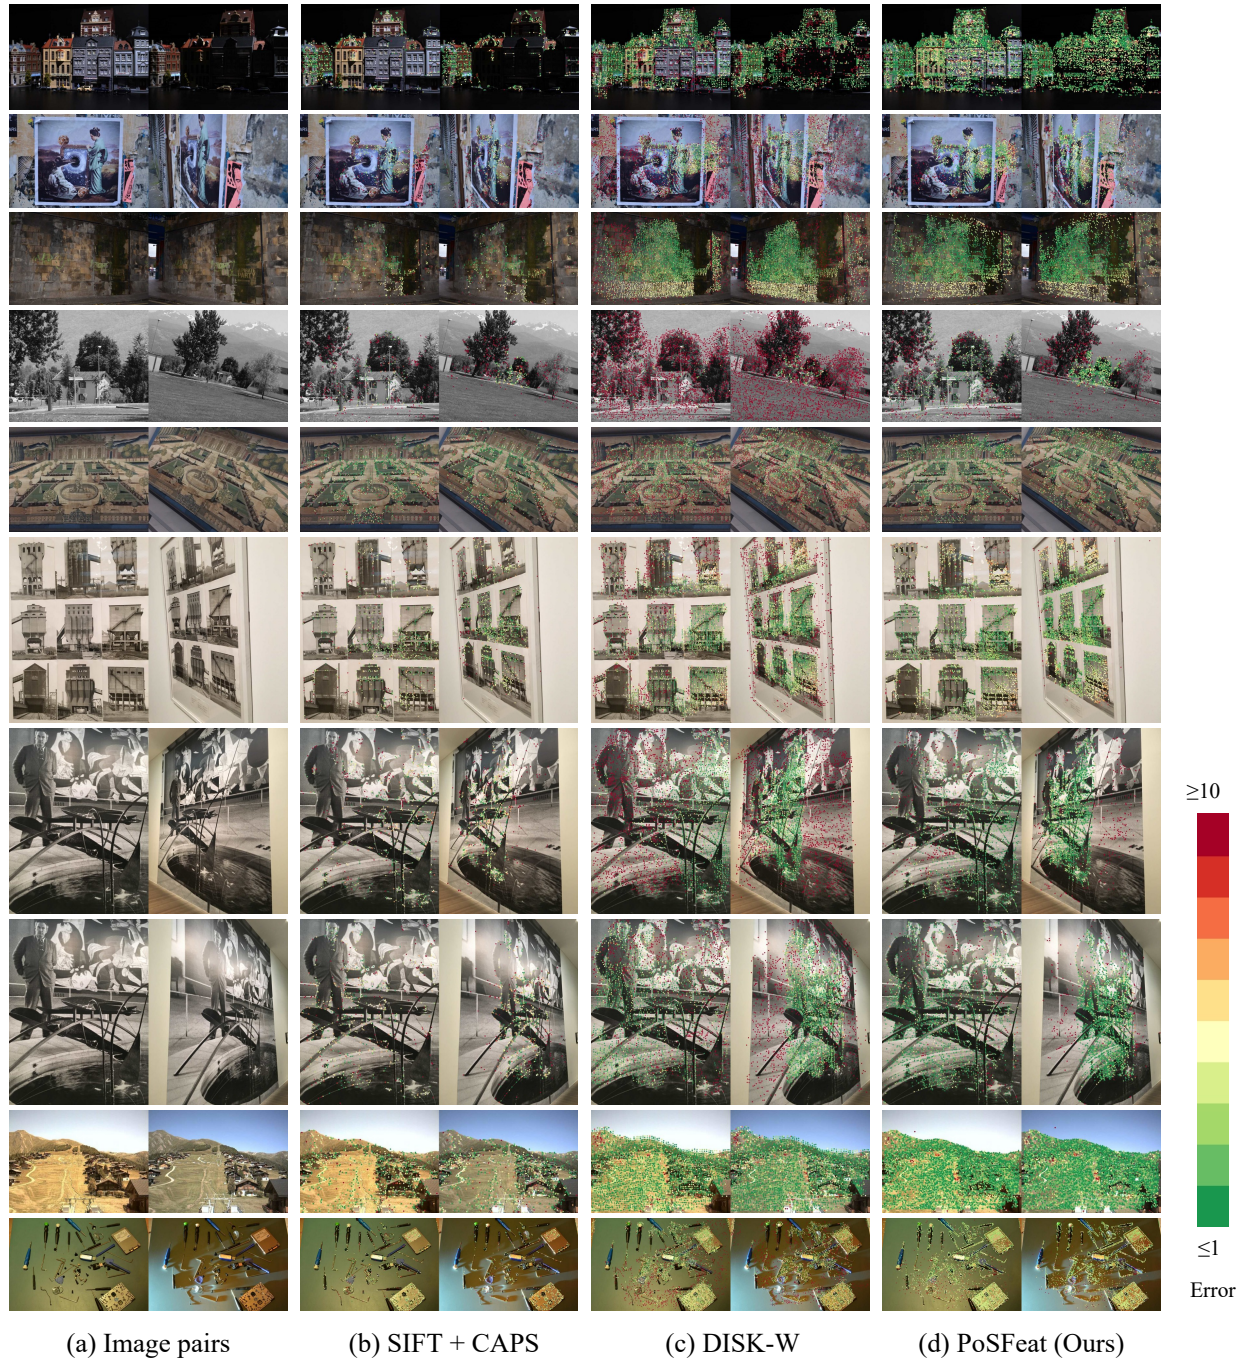 ≥10
≤1
Error
(a) Image pairs
(b) SIFT + CAPS
(c) DISK-W
(d) PoSFeat (Ours)